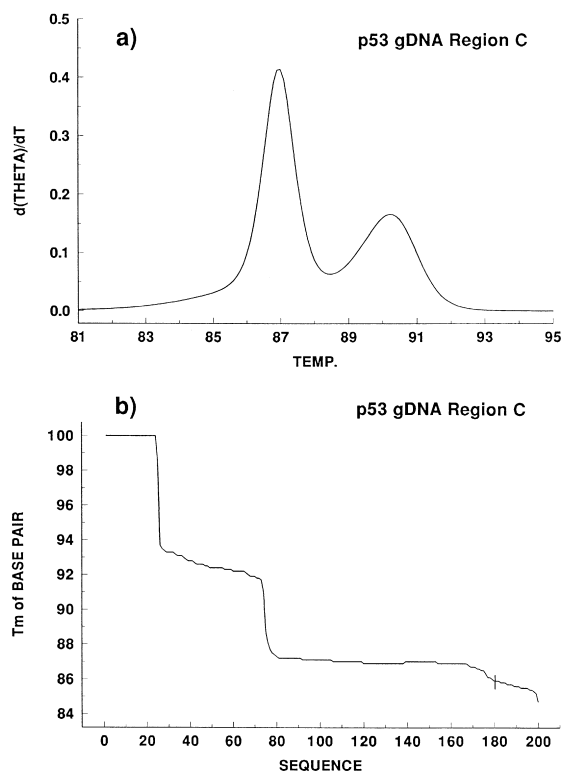 a)
p53 gDNA Region C
d(THETA)/dT
0.5
0.4
0.3
0.2
0.1
0.0
81 83 85 87 89 91 93 95
TEMP.
b)
p53 gDNA Region C
Tm of BASE PAIR
100
98
96
94
92
90
88
86
84
0 20 40 60 80 100 120 140 160 180 200
SEQUENCE